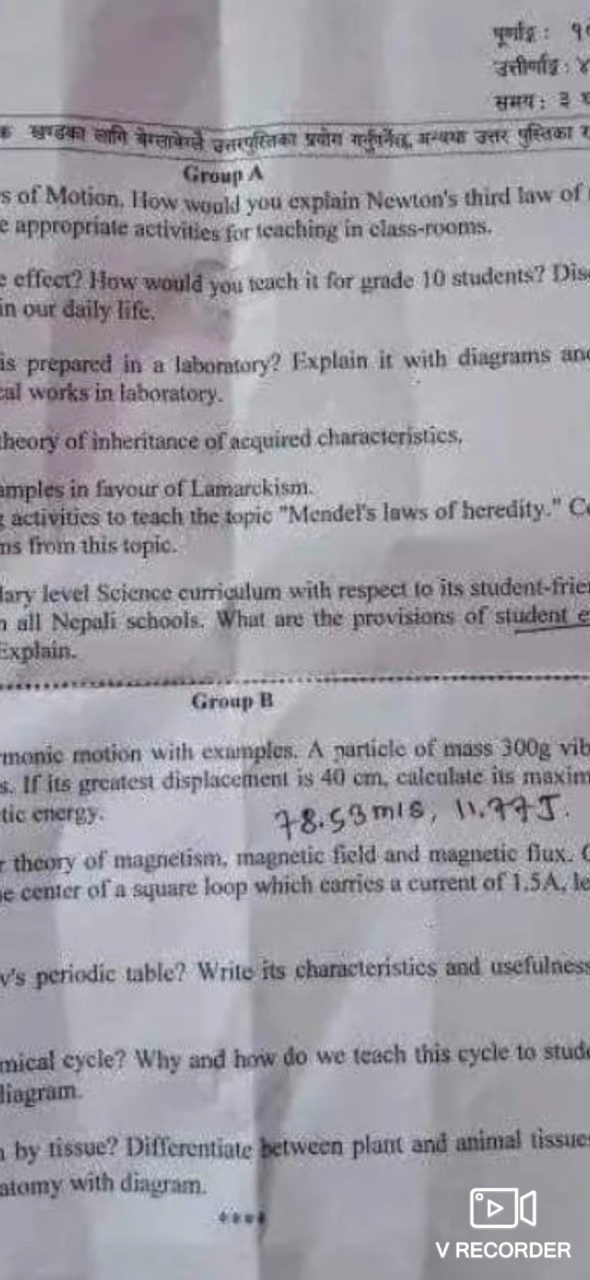 पूर्णाङ्क :
उत्तीर्णाङ्क :
समय : ३
खण्डका लागि बेग्लाबेग्लै उत्तरपुस्तिका प्रयोग गर्नुपर्नेछ, अन्यथा उत्तर पुस्तिका
Group A
s of Motion. How would you explain Newton's third law of
e appropriate activities for teaching in class-rooms.
e effect? How would you teach it for grade 10 students? Dis
in our daily life.
is prepared in a laboratory? Explain it with diagrams and
cal works in laboratory.
theory of inheritance of acquired characteristics.
amples in favour of Lamarckism.
g activities to teach the topic "Mendel's laws of heredity." Co
ns from this topic.
dary level Science curriculum with respect to its student-frien
n all Nepali schools. What are the provisions of student e
Explain.
Group B
rmonic motion with examples. A particle of mass 300g vib
s. If its greatest displacement is 40 cm, calculate its maxim
tic energy.
78.53 m/s, 11.77J.
r theory of magnetism, magnetic field and magnetic flux. C
he center of a square loop which carries a current of 1.5A, le
v's periodic table? Write its characteristics and usefulness
mical cycle? Why and how do we teach this cycle to stude
diagram.
n by tissue? Differentiate between plant and animal tissues
atomy with diagram.
****
V RECORDER